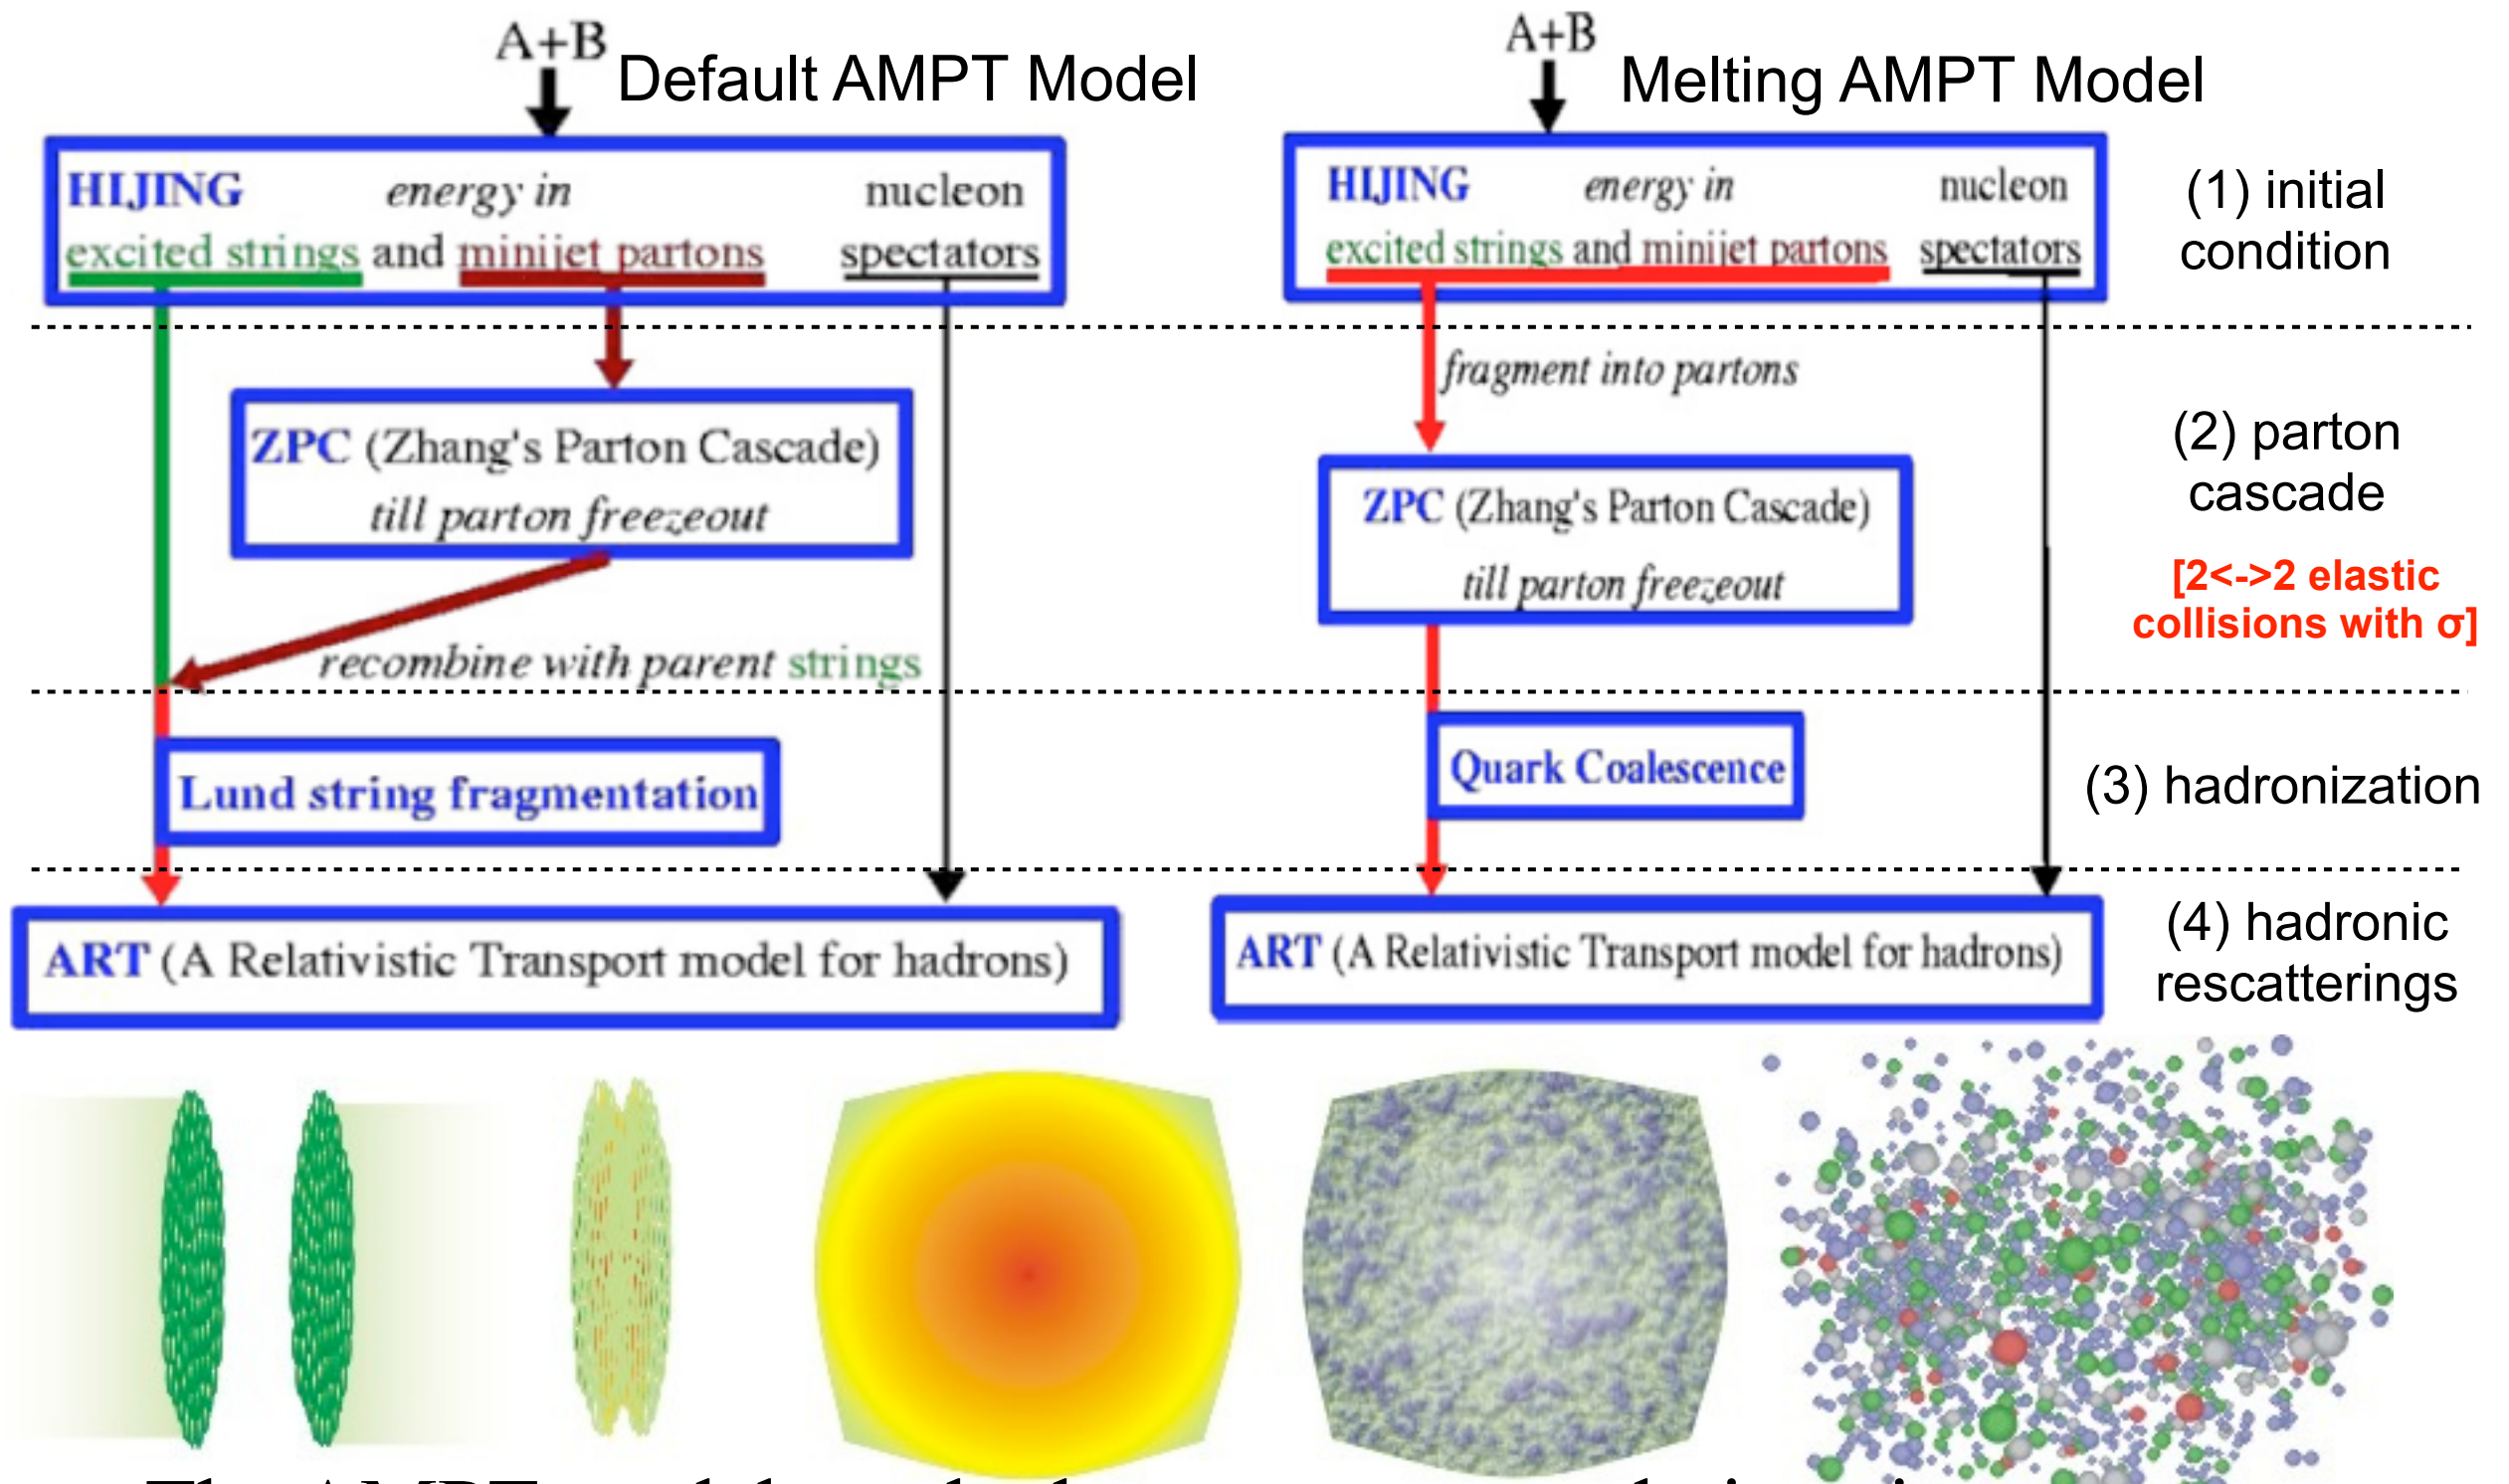 A+B
Default AMPT Model
HIJING energy in nucleon
excited strings and minijet partons spectators
ZPC (Zhang's Parton Cascade)
till parton freezeout
recombine with parent strings
Lund string fragmentation
ART (A Relativistic Transport model for hadrons)
A+B
Melting AMPT Model
HIJING energy in nucleon
excited strings and minijet partons spectators
fragment into partons
ZPC (Zhang's Parton Cascade)
till parton freezeout
Quark Coalescence
ART (A Relativistic Transport model for hadrons)
(1) initial
condition
(2) parton
cascade
[2<->2 elastic
collisions with σ]
(3) hadronization
(4) hadronic
rescatterings